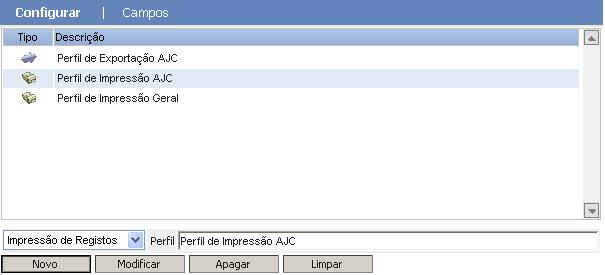 Configurar | Campos
Tipo Descrição
Perfil de Exportação AJC
Perfil de Impressão AJC
Perfil de Impressão Geral
Impressão de Registos Perfil Perfil de Impressão AJC
Novo Modificar Apagar Limpar